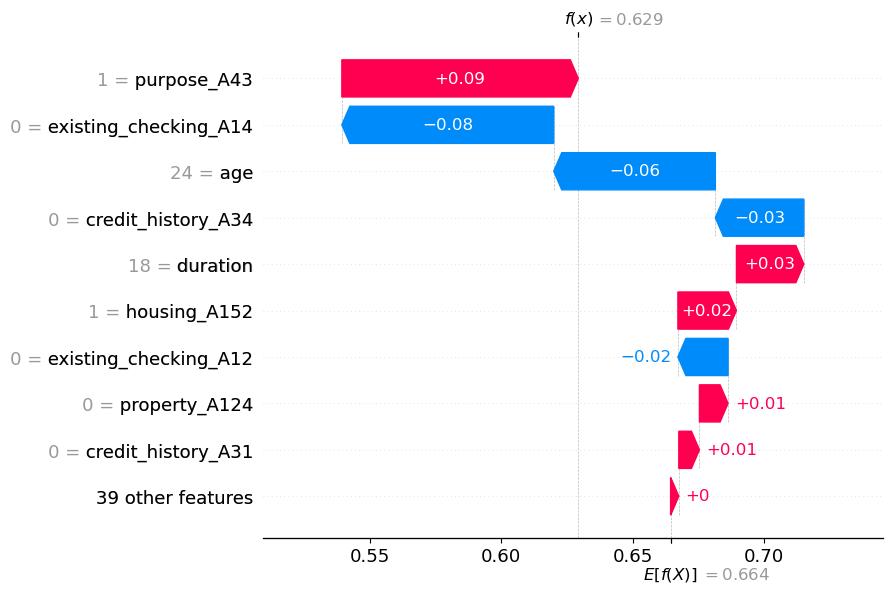 f(x) = 0.629
1 = purpose_A43
+0.09
0 = existing_checking_A14
−0.08
24 = age
−0.06
0 = credit_history_A34
−0.03
18 = duration
+0.03
1 = housing_A152
+0.02
0 = existing_checking_A12
−0.02
0 = property_A124
+0.01
0 = credit_history_A31
+0.01
39 other features
+0
0.55 0.60 0.65 0.70
E[f(X)] = 0.664